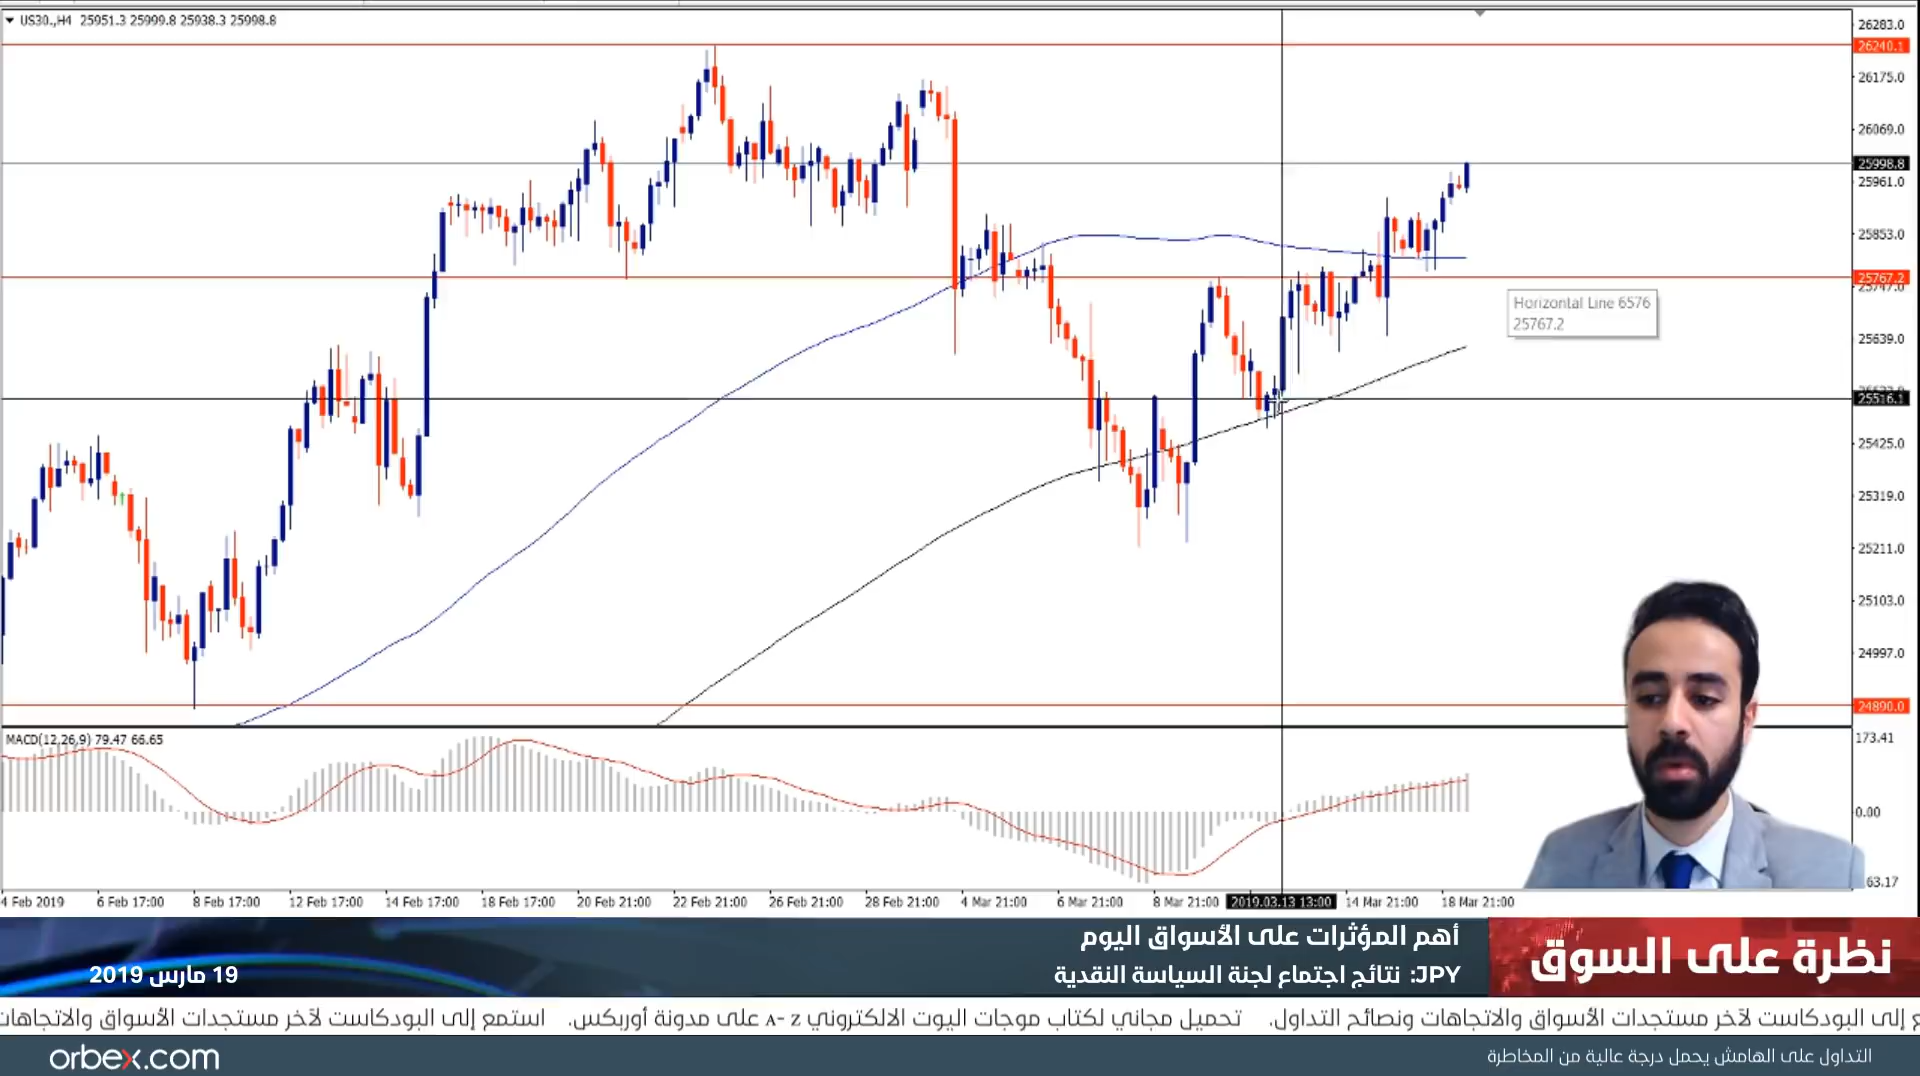 US30.,H4 25951.3 25999.8 25938.3 25998.8
26283.0
26240.1
26175.0
26069.0
25998.8
25961.0
25853.0
25767.2
25747.0
Horizontal Line 6576
25767.2
25639.0
25516.1
25425.0
25319.0
25211.0
25103.0
24997.0
24890.0
MACD(12,26,9) 79.47 66.65
173.41
0.00
63.17
4 Feb 2019 6 Feb 17:00 8 Feb 17:00 12 Feb 17:00 14 Feb 17:00 18 Feb 17:00 20 Feb 21:00 22 Feb 21:00 26 Feb 21:00 28 Feb 21:00 4 Mar 21:00 6 Mar 21:00 8 Mar 21:00 2019.03.13 13:00 14 Mar 21:00 18 Mar 21:00
نظرة على السوق
أهم المؤثرات على الأسواق اليوم
JPY: نتائج اجتماع لجنة السياسة النقدية
19 مارس 2019
ع إلى البودكاست لآخر مستجدات الأسواق والاتجاهات ونصائح التداول. تحميل مجاني لكتاب موجات اليوت الالكتروني A- Z على مدونة أوربكس. استمع إلى البودكاست لآخر مستجدات الأسواق والاتجاهات
orbex.com
التداول على الهامش يحمل درجة عالية من المخاطرة